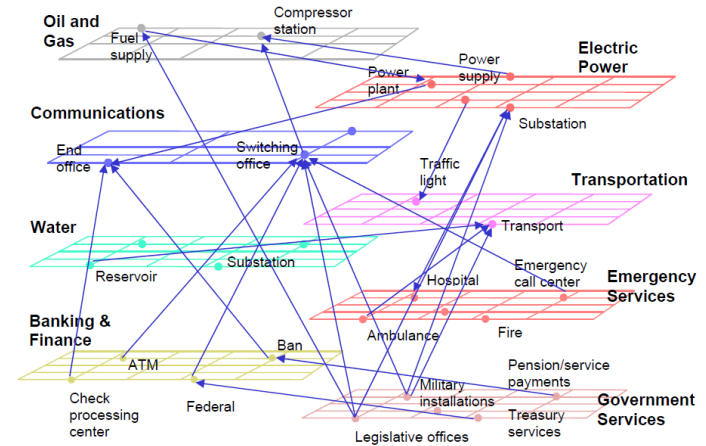 Oil and
Gas
Compressor
station
Fuel
supply
Electric
Power
Power
supply
Power
plant
Substation
Communications
End
office
Switching
office
Traffic
light
Transportation
Transport
Water
Reservoir
Substation
Hospital
Emergency
call center
Emergency
Services
Ambulance
Fire
Banking &
Finance
Ban
ATM
Check
processing
center
Federal
Pension/service
payments
Military
installations
Government
Services
Treasury
services
Legislative offices